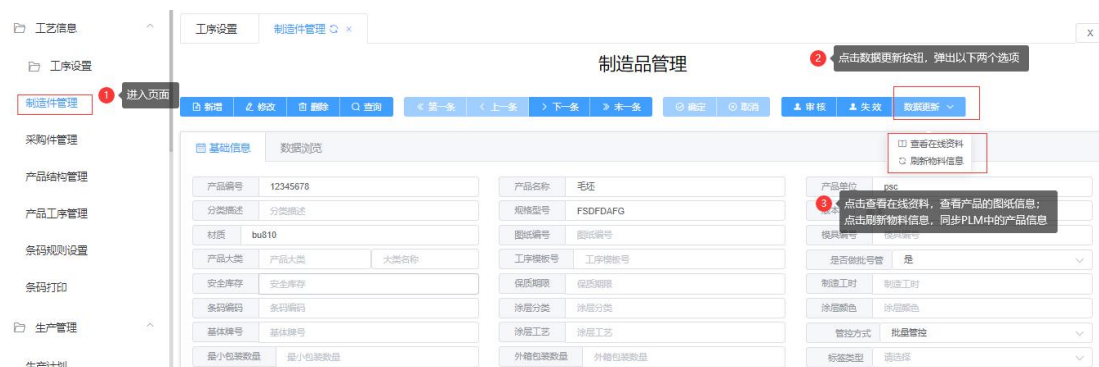 工艺信息
工序设置
制造件管理
采购件管理
产品结构管理
产品工序管理
条码规则设置
条码打印
生产管理
生产计划
1 进入页面
工序设置 制造件管理 ×
X
制造品管理
2 点击数据更新按钮，弹出以下两个选项
新增 修改 删除 查询 « 第一条 < 上一条 > 下一条 » 末一条 确定 取消 审核 失效 数据更新
查看在线资料
刷新物料信息
基础信息 数据浏览
产品编号 12345678 产品名称 毛坯 产品单位 psc
3 点击查看在线资料，查看产品的图纸信息；
点击刷新物料信息，同步PLM中的产品信息
分类描述 分类描述 规格型号 FSDFDAFG
材质 bu810 图纸编号 图纸编号 模具编号 模具编号
产品大类 产品大类 大类名称 工序模板号 工序模板号 是否做批号管 是
安全库存 安全库存 保质期限 保质期限 制造工时 制造工时
条码编码 条码编码 涂层分类 涂层分类 涂层颜色 涂层颜色
基体牌号 基体牌号 涂层工艺 涂层工艺 管控方式 批量管控
最小包装数量 最小包装数量 外箱包装数量 外箱包装数量 标签类型 请选择